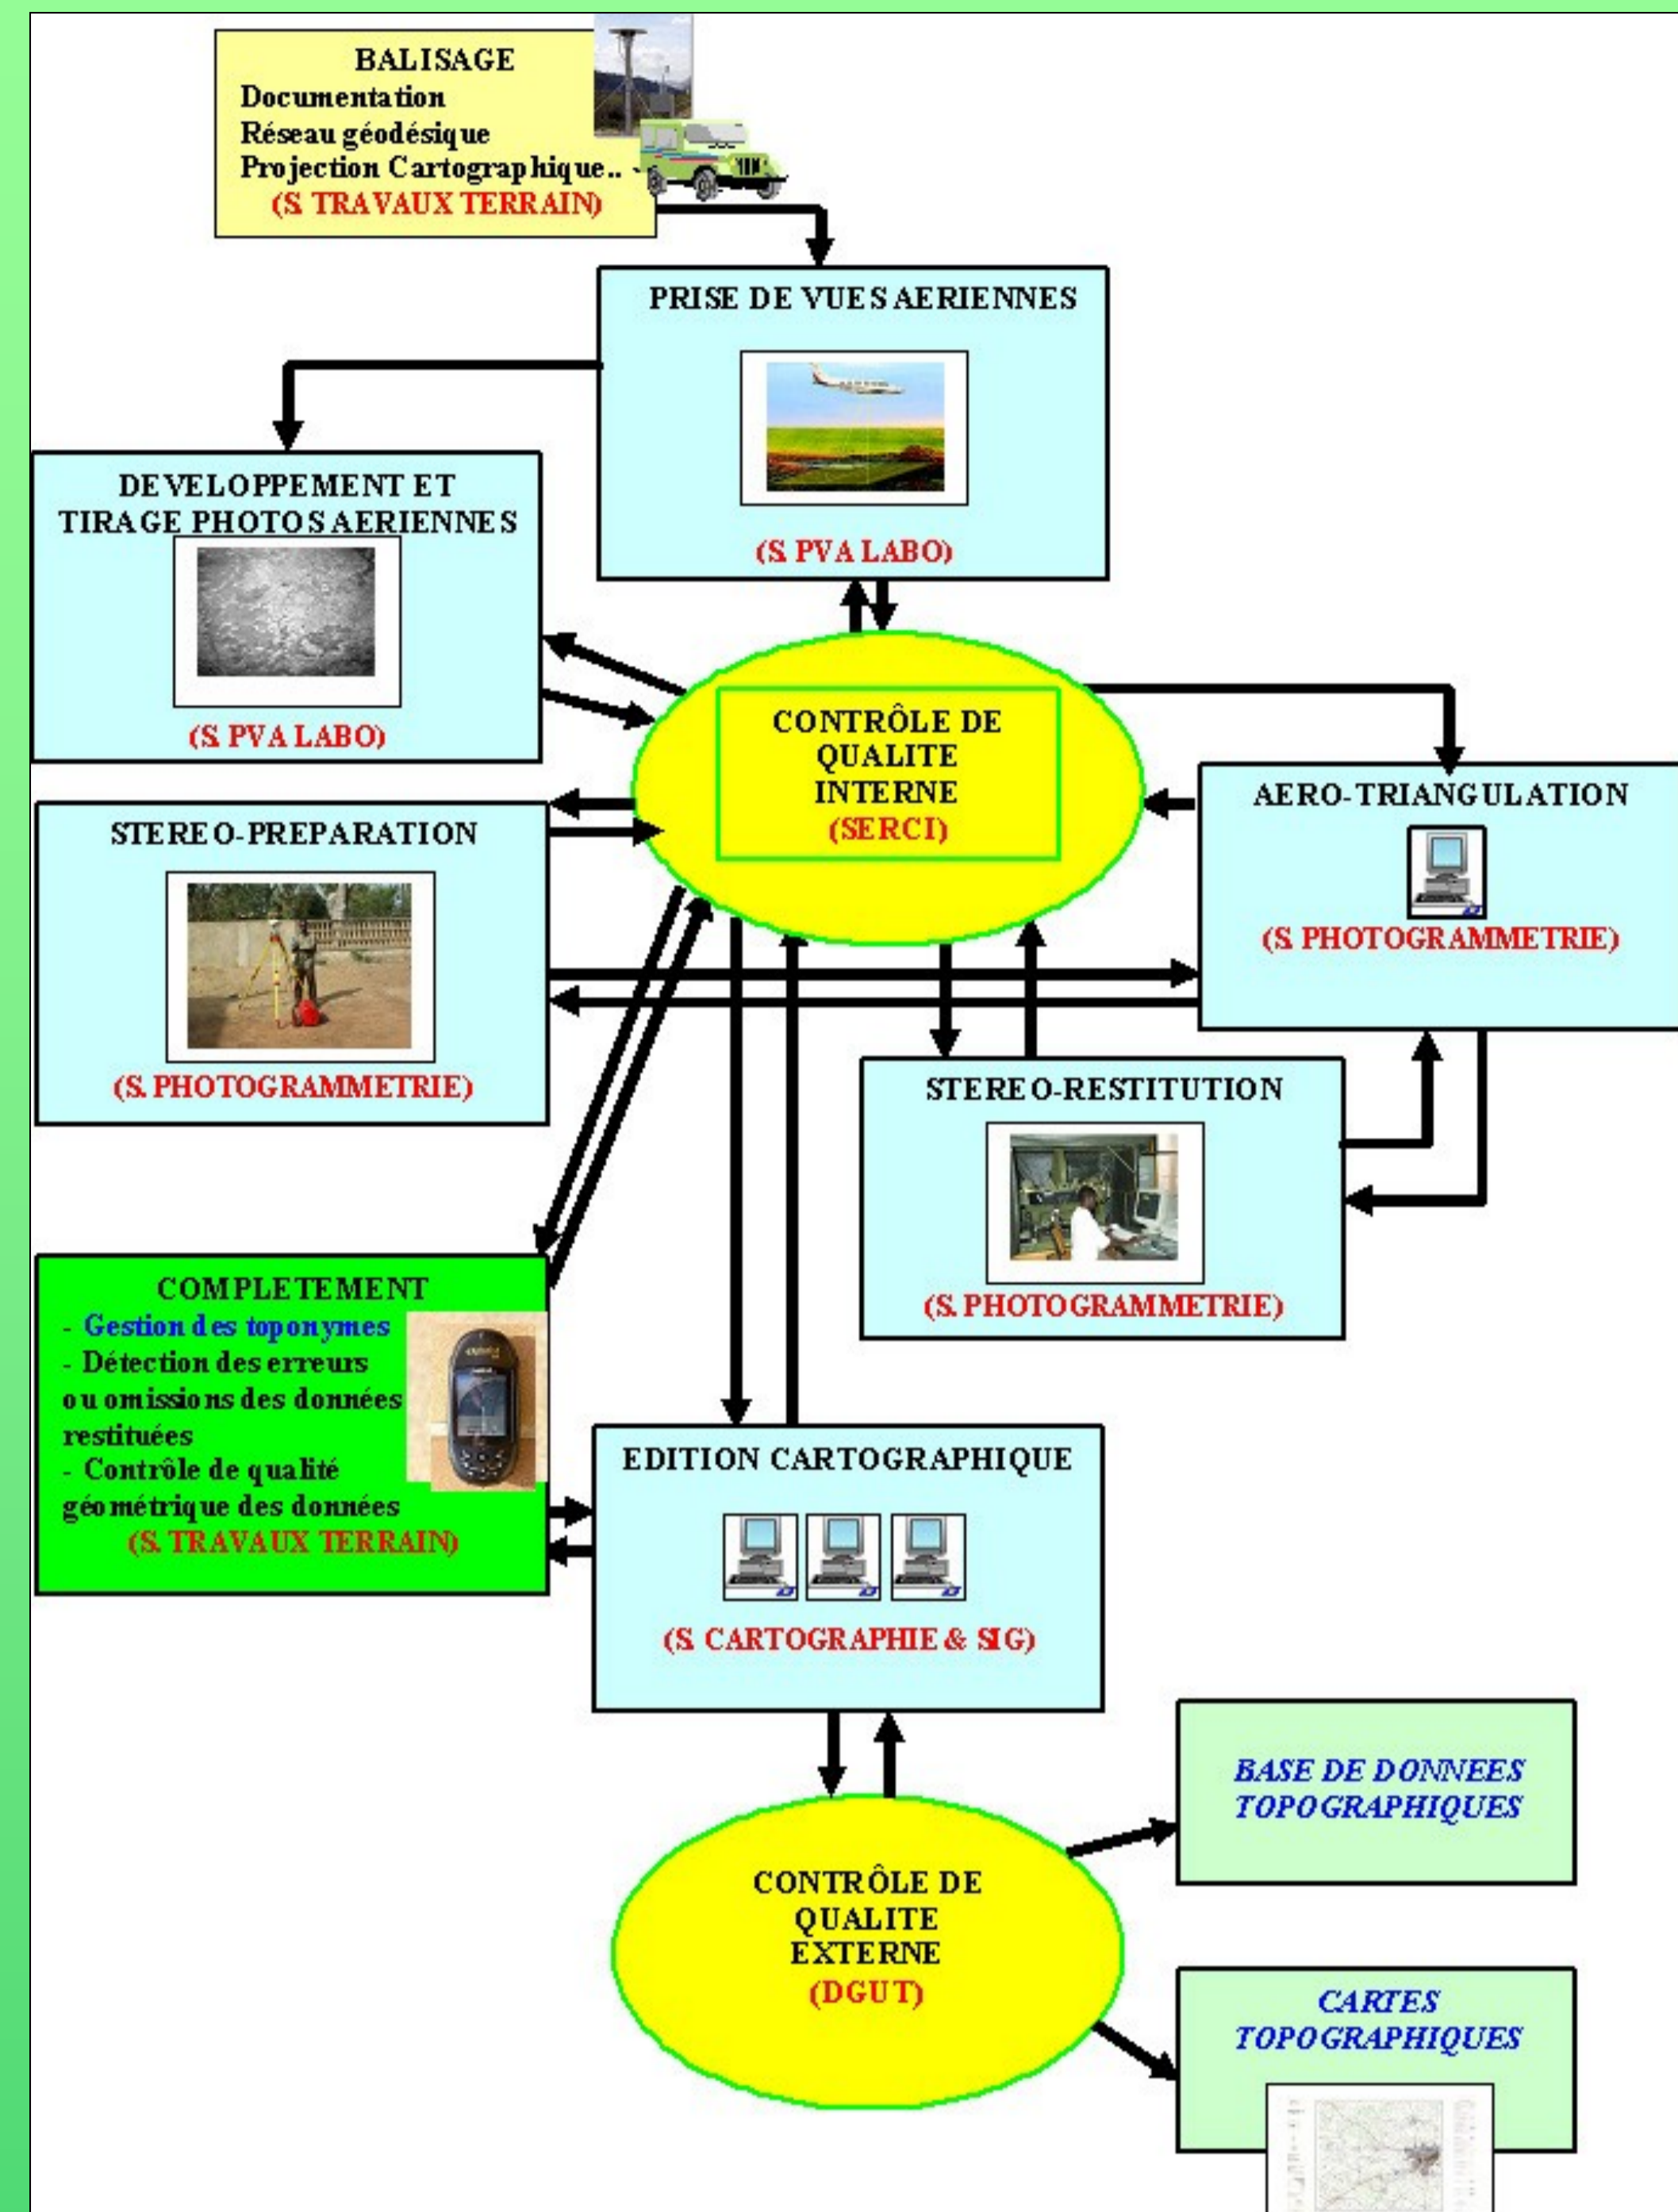 BALISAGE
Documentation
Réseau géodésique
Projection Cartographique..
(S. TRAVAUX TERRAIN)
PRISE DE VUES AERIENNES
(S. PVA LABO)
DEVELOPPEMENT ET
TIRAGE PHOTOS AERIENNES
(S. PVA LABO)
CONTRÔLE DE
QUALITE
INTERNE
(SERCI)
AERO-TRIANGULATION
(S. PHOTOGRAMMETRIE)
STEREO-PREPARATION
(S. PHOTOGRAMMETRIE)
STEREO-RESTITUTION
(S. PHOTOGRAMMETRIE)
COMPLETEMENT
- Gestion des toponymes
- Détection des erreurs
ou omissions des données
restituées
- Contrôle de qualité
géométrique des données
(S. TRAVAUX TERRAIN)
EDITION CARTOGRAPHIQUE
(S. CARTOGRAPHIE & SIG)
CONTRÔLE DE
QUALITE
EXTERNE
(DGUT)
BASE DE DONNEES
TOPOGRAPHIQUES
CARTES
TOPOGRAPHIQUES